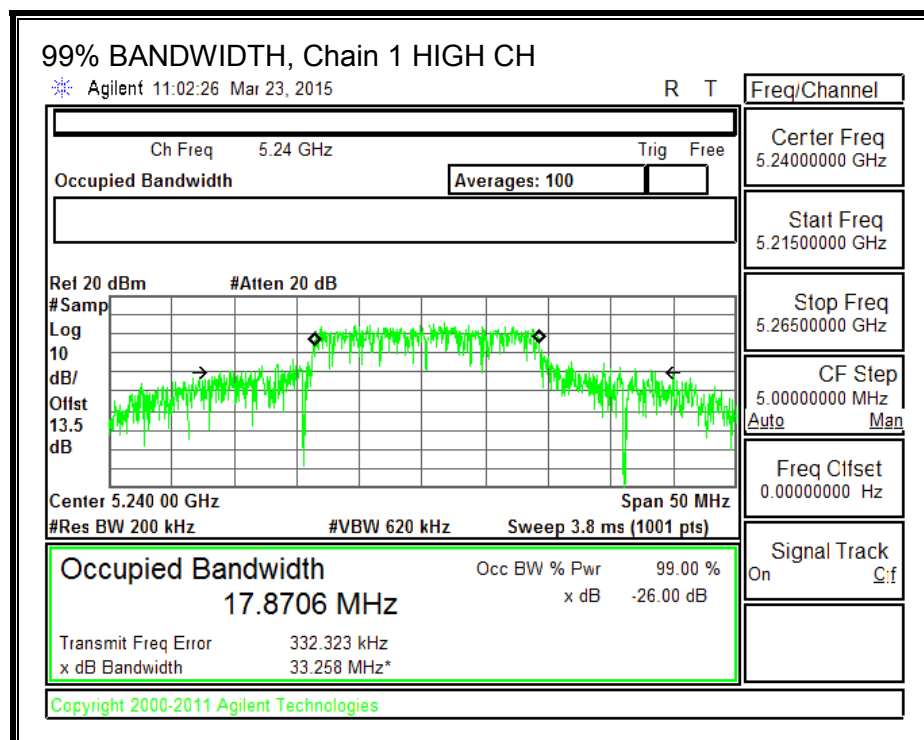 99% BANDWIDTH, Chain 1 HIGH CH
Agilent 11:02:26 Mar 23, 2015 R T
Freq/Channel
Ch Freq 5.24 GHz Trig Free
Occupied Bandwidth Averages: 100
Center Freq
5.24000000 GHz
Start Freq
5.21500000 GHz
Stop Freq
5.26500000 GHz
CF Step
5.00000000 MHz
Auto Man
Freq Offset
0.00000000 Hz
Signal Track
On Off
Ref 20 dBm #Atten 20 dB
#Samp
Log
10
dB/
Offst
13.5
dB
Center 5.240 00 GHz Span 50 MHz
#Res BW 200 kHz #VBW 620 kHz Sweep 3.8 ms (1001 pts)
Occupied Bandwidth Occ BW % Pwr 99.00 %
17.8706 MHz x dB -26.00 dB
Transmit Freq Error 332.323 kHz
x dB Bandwidth 33.258 MHz*
Copyright 2000-2011 Agilent Technologies